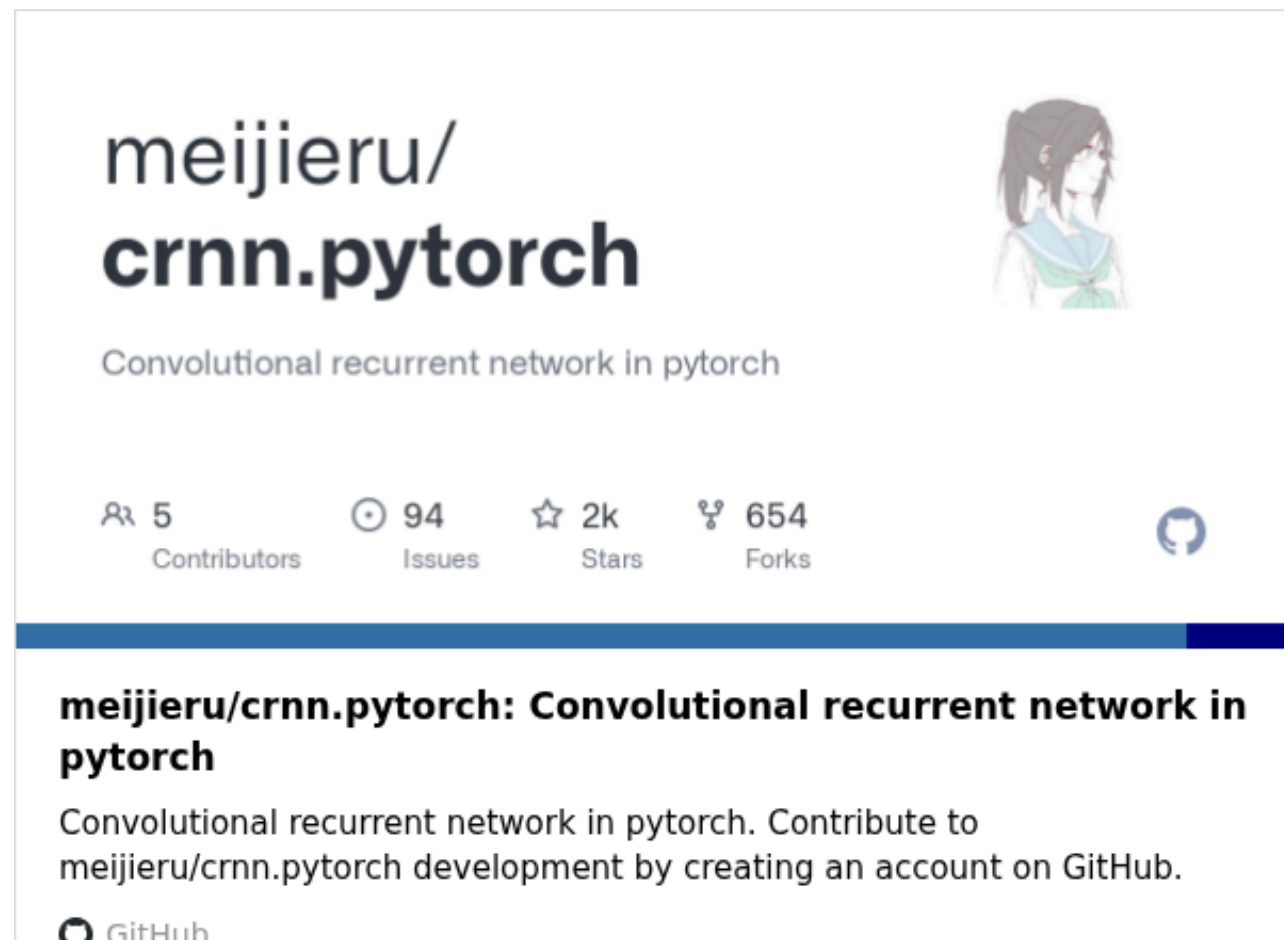 meijieru/
crnn.pytorch
Convolutional recurrent network in pytorch
5 94 2k 654
Contributors Issues Stars Forks
meijieru/crnn.pytorch: Convolutional recurrent network in
pytorch
Convolutional recurrent network in pytorch. Contribute to
meijieru/crnn.pytorch development by creating an account on GitHub.
GitHub